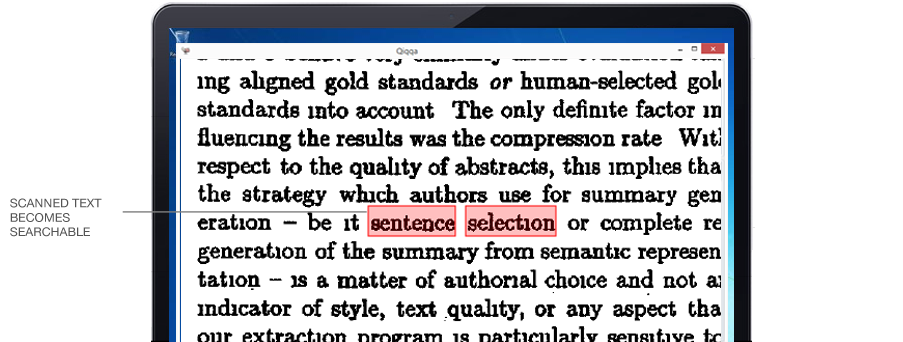 Qiqqa
ing aligned gold standards or human-selected gol
standards into account The only definite factor in
fluencing the results was the compression rate Wit
respect to the quality of abstracts, this implies tha
the strategy which authors use for summary gen
eration – be it sentence selection or complete re
generation of the summary from semantic represen
tation – is a matter of authorial choice and not a
indicator of style, text quality, or any aspect tha
our extraction program is particularly sensitive to
SCANNED TEXT
BECOMES
SEARCHABLE